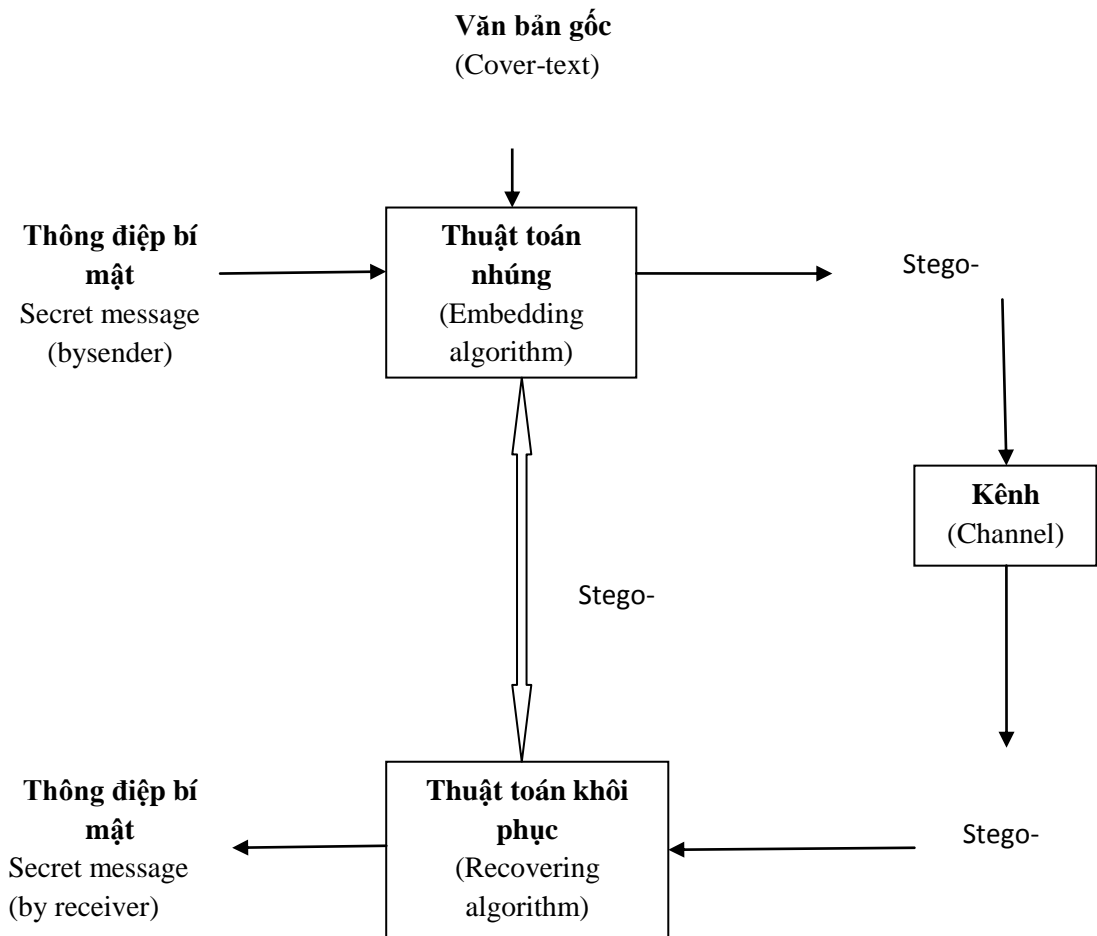 Văn bản gốc
(Cover-text)
Thông điệp bí
mật
Secret message
(bysender)
Thuật toán
nhúng
(Embedding
algorithm)
Stego-
Kênh
(Channel)
Stego-
Thông điệp bí
mật
Secret message
(by receiver)
Thuật toán khôi
phục
(Recovering
algorithm)
Stego-